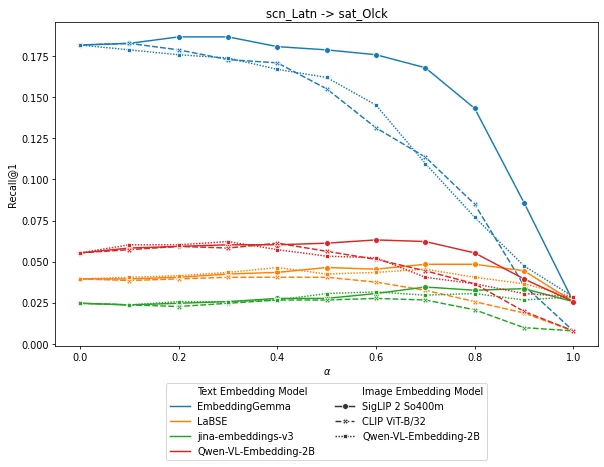 scn_Latn -> sat_Olck
Recall@1
0.175
0.150
0.125
0.100
0.075
0.050
0.025
0.000
0.0 0.2 0.4 0.6 0.8 1.0
α
Text Embedding Model
EmbeddingGemma
LaBSE
jina-embeddings-v3
Qwen-VL-Embedding-2B
Image Embedding Model
SigLIP 2 So400m
CLIP ViT-B/32
Qwen-VL-Embedding-2B